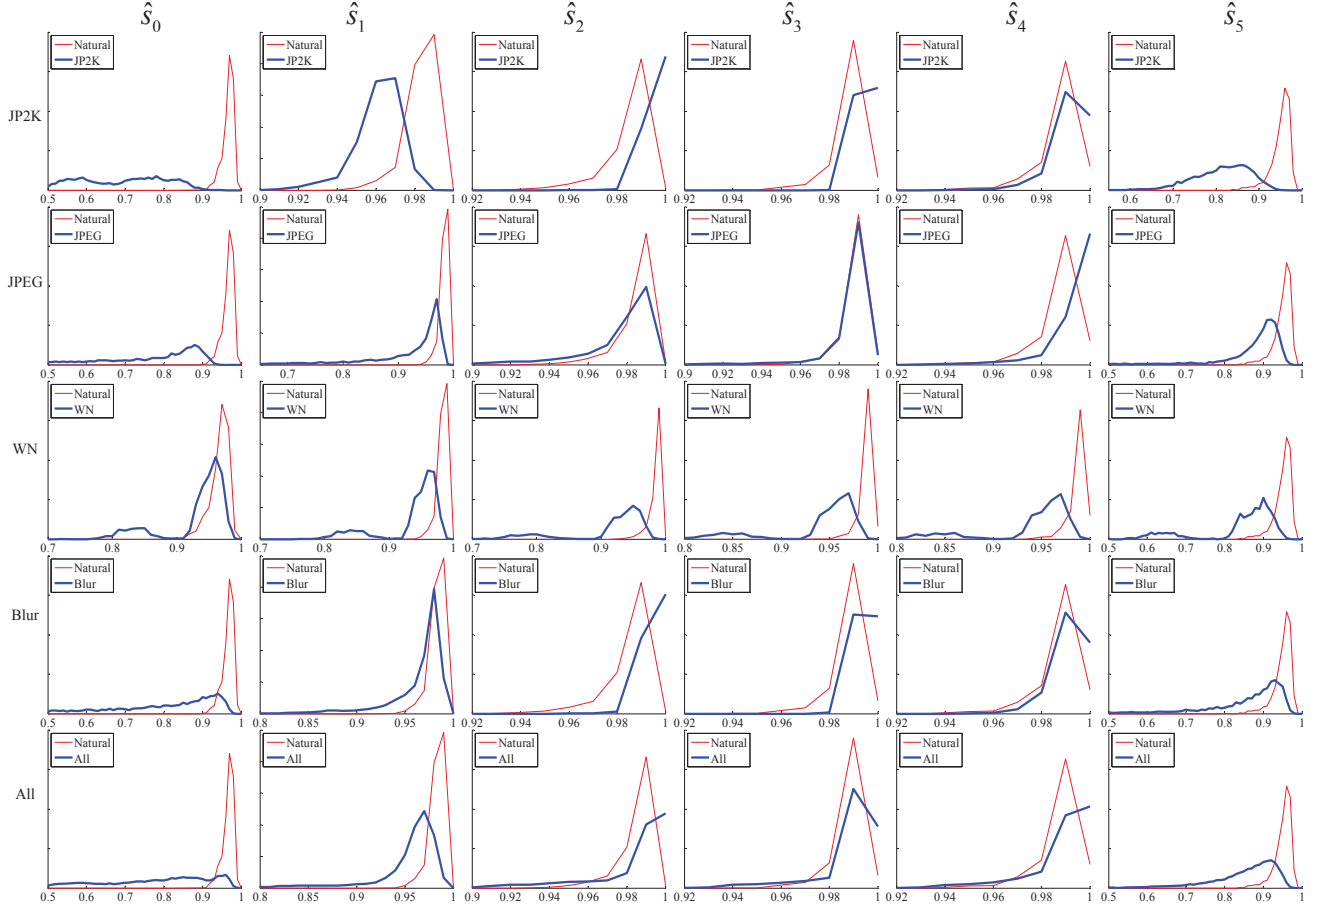 ŝ0 ŝ1 ŝ2 ŝ3 ŝ4 ŝ5
JP2K
Natural
JP2K
0.5 0.6 0.7 0.8 0.9 1
Natural
JP2K
0.9 0.92 0.94 0.96 0.98 1
Natural
JP2K
0.92 0.94 0.96 0.98 1
Natural
JP2K
0.92 0.94 0.96 0.98 1
Natural
JP2K
0.92 0.94 0.96 0.98 1
Natural
JP2K
0.6 0.7 0.8 0.9 1
JPEG
Natural
JPEG
0.5 0.6 0.7 0.8 0.9 1
Natural
JPEG
0.7 0.8 0.9 1
Natural
JPEG
0.92 0.94 0.96 0.98 1
Natural
JPEG
0.9 0.92 0.94 0.96 0.98 1
Natural
JPEG
0.92 0.94 0.96 0.98 1
Natural
JPEG
0.5 0.6 0.7 0.8 0.9 1
WN
Natural
WN
0.7 0.8 0.9 1
Natural
WN
0.7 0.8 0.9 1
Natural
WN
0.7 0.8 0.9 1
Natural
WN
0.8 0.85 0.9 0.95 1
Natural
WN
0.8 0.85 0.9 0.95 1
Natural
WN
0.5 0.6 0.7 0.8 0.9 1
Blur
Natural
Blur
0.5 0.6 0.7 0.8 0.9 1
Natural
Blur
0.8 0.85 0.9 0.95 1
Natural
Blur
0.92 0.94 0.96 0.98 1
Natural
Blur
0.92 0.94 0.96 0.98 1
Natural
Blur
0.92 0.94 0.96 0.98 1
Natural
Blur
0.5 0.6 0.7 0.8 0.9 1
All
Natural
All
0.5 0.6 0.7 0.8 0.9 1
Natural
All
0.8 0.85 0.9 0.95 1
Natural
All
0.92 0.94 0.96 0.98 1
Natural
All
0.92 0.94 0.96 0.98 1
Natural
All
0.92 0.94 0.96 0.98 1
Natural
All
0.5 0.6 0.7 0.8 0.9 1